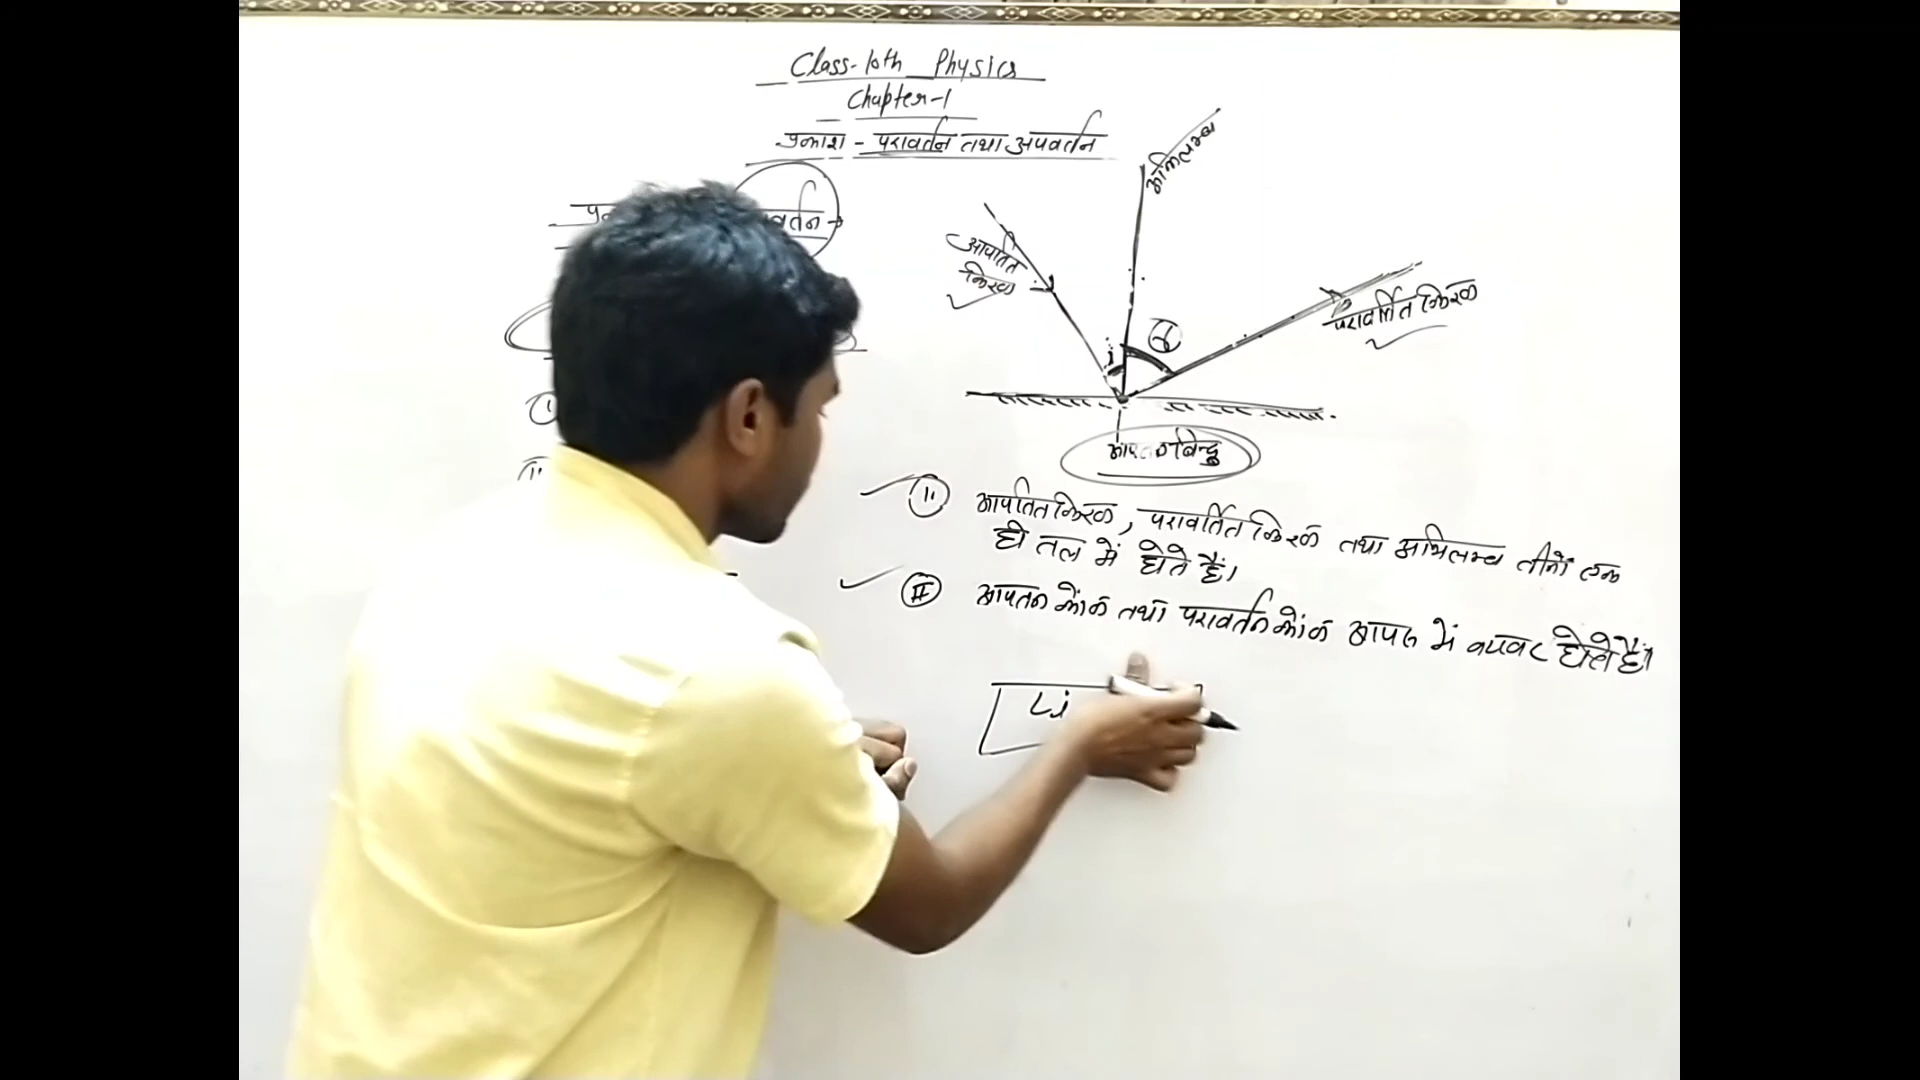 Class-10th Physics
Chapter-1
प्रकाश - परावर्तन तथा अपवर्तन
अभिलम्ब
आपतित
किरण
परावर्तित किरण
i
बिन्दु
i. आपतित किरण, परावर्तित किरण तथा अभिलम्ब तीनों एक
ही तल में होते हैं।
II आपतन कोण तथा परावर्तन कोण आपस में बराबर होते हैं।
∠i